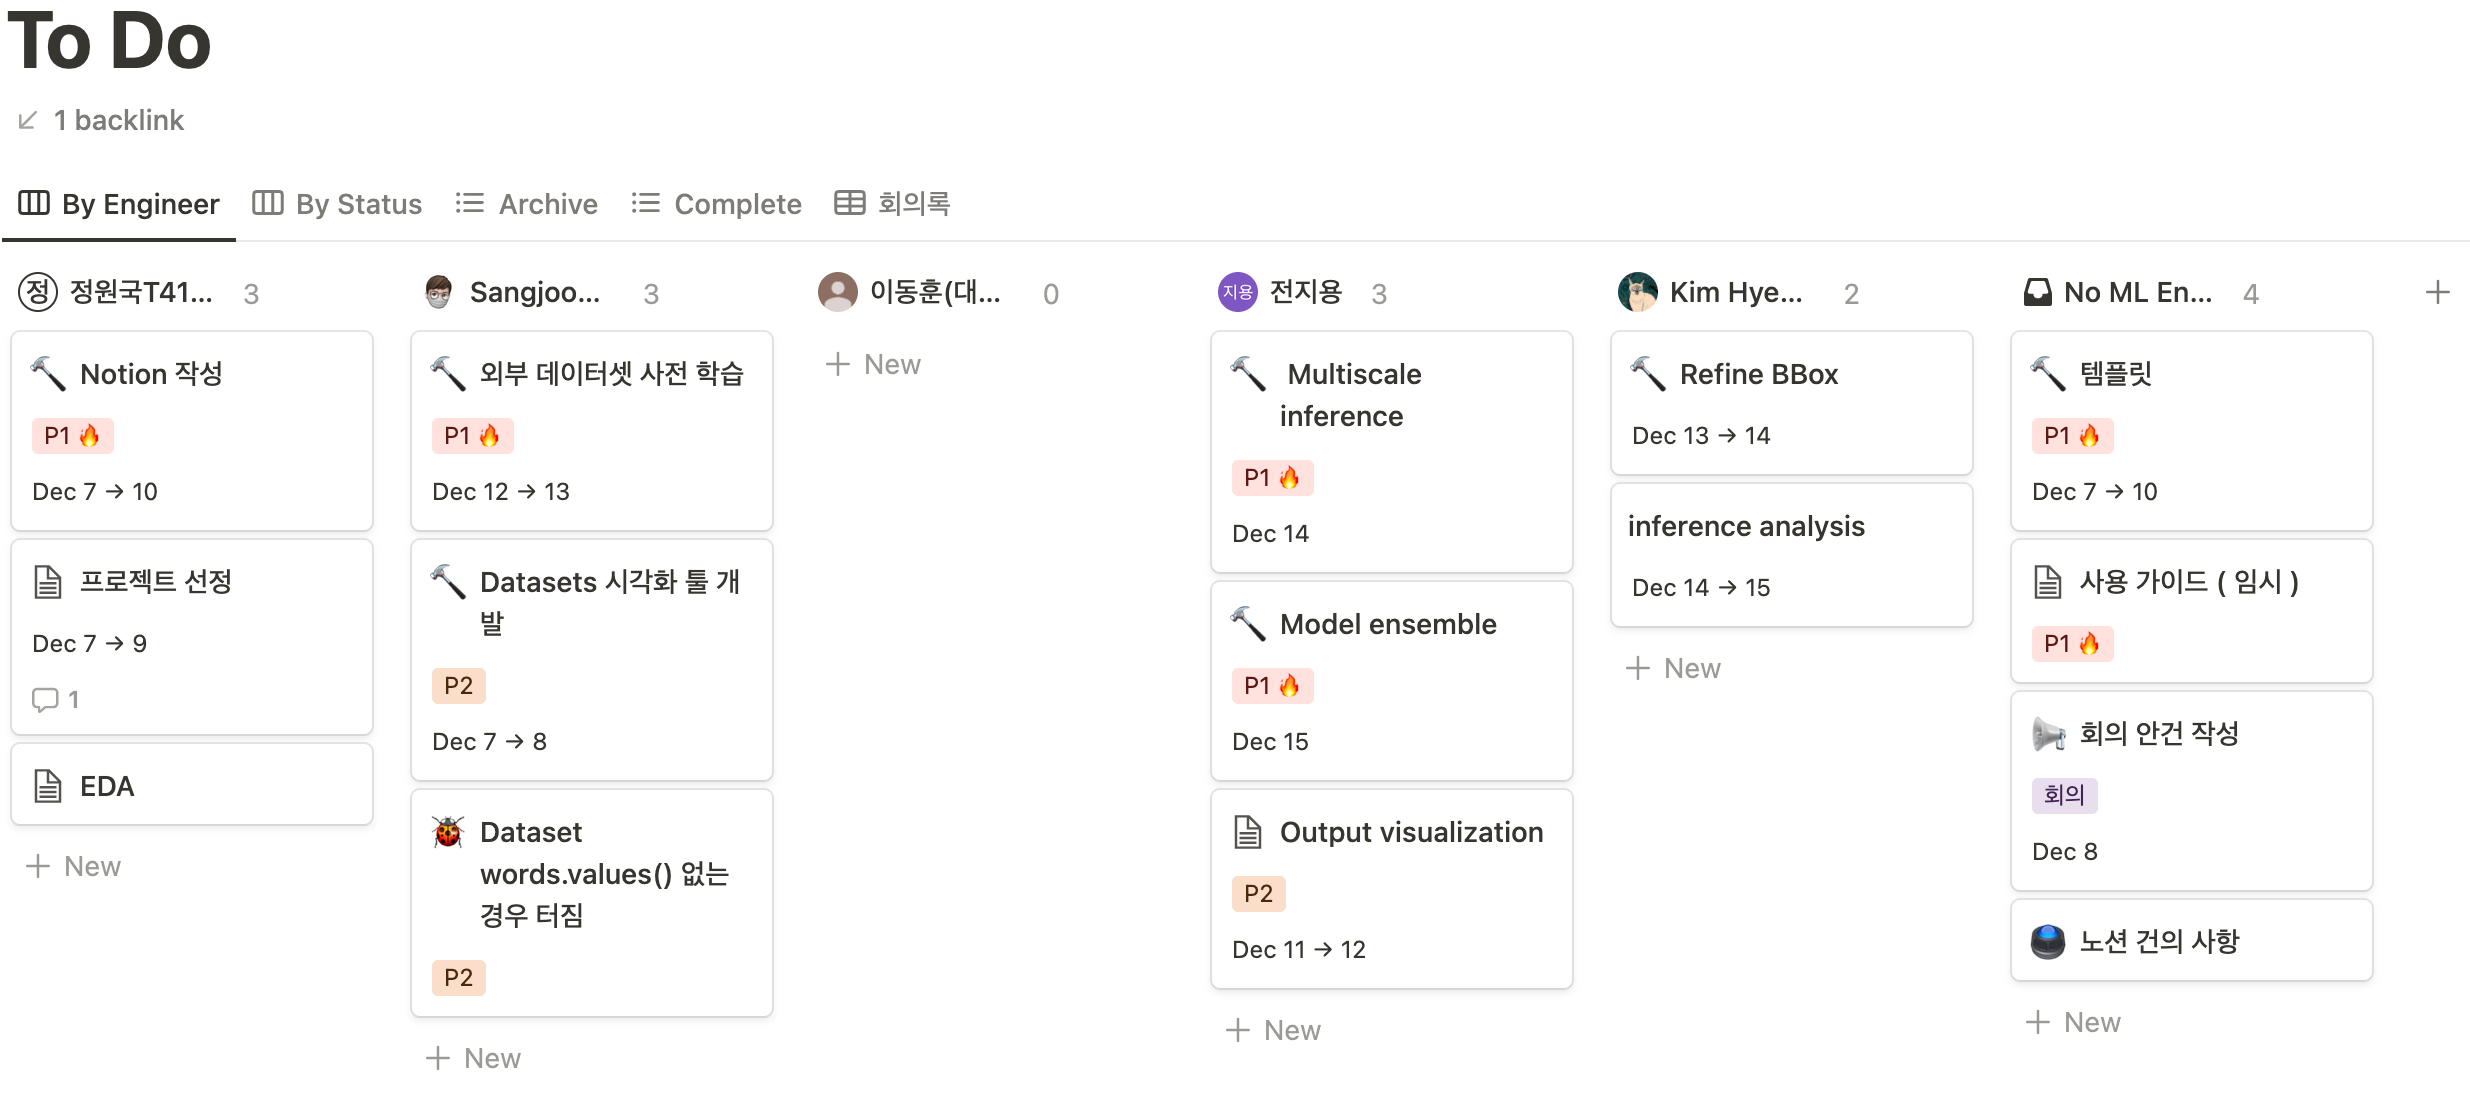 To Do
1 backlink
By Engineer
By Status
Archive
Complete
회의록
정 정원국T41... 3
Notion 작성
P1 🔥
Dec 7 → 10
프로젝트 선정
Dec 7 → 9
1
EDA
+ New
Sangjoo... 3
외부 데이터셋 사전 학습
P1 🔥
Dec 12 → 13
Datasets 시각화 툴 개
발
P2
Dec 7 → 8
Dataset
words.values() 없는
경우 터짐
P2
+ New
이동훈(대... 0
+ New
지용 전지용 3
Multiscale
inference
P1 🔥
Dec 14
Model ensemble
P1 🔥
Dec 15
Output visualization
P2
Dec 11 → 12
+ New
Kim Hye... 2
Refine BBox
Dec 13 → 14
inference analysis
Dec 14 → 15
+ New
No ML En... 4
템플릿
P1 🔥
Dec 7 → 10
사용 가이드 ( 임시 )
P1 🔥
회의 안건 작성
회의
Dec 8
노션 건의 사항
+ New